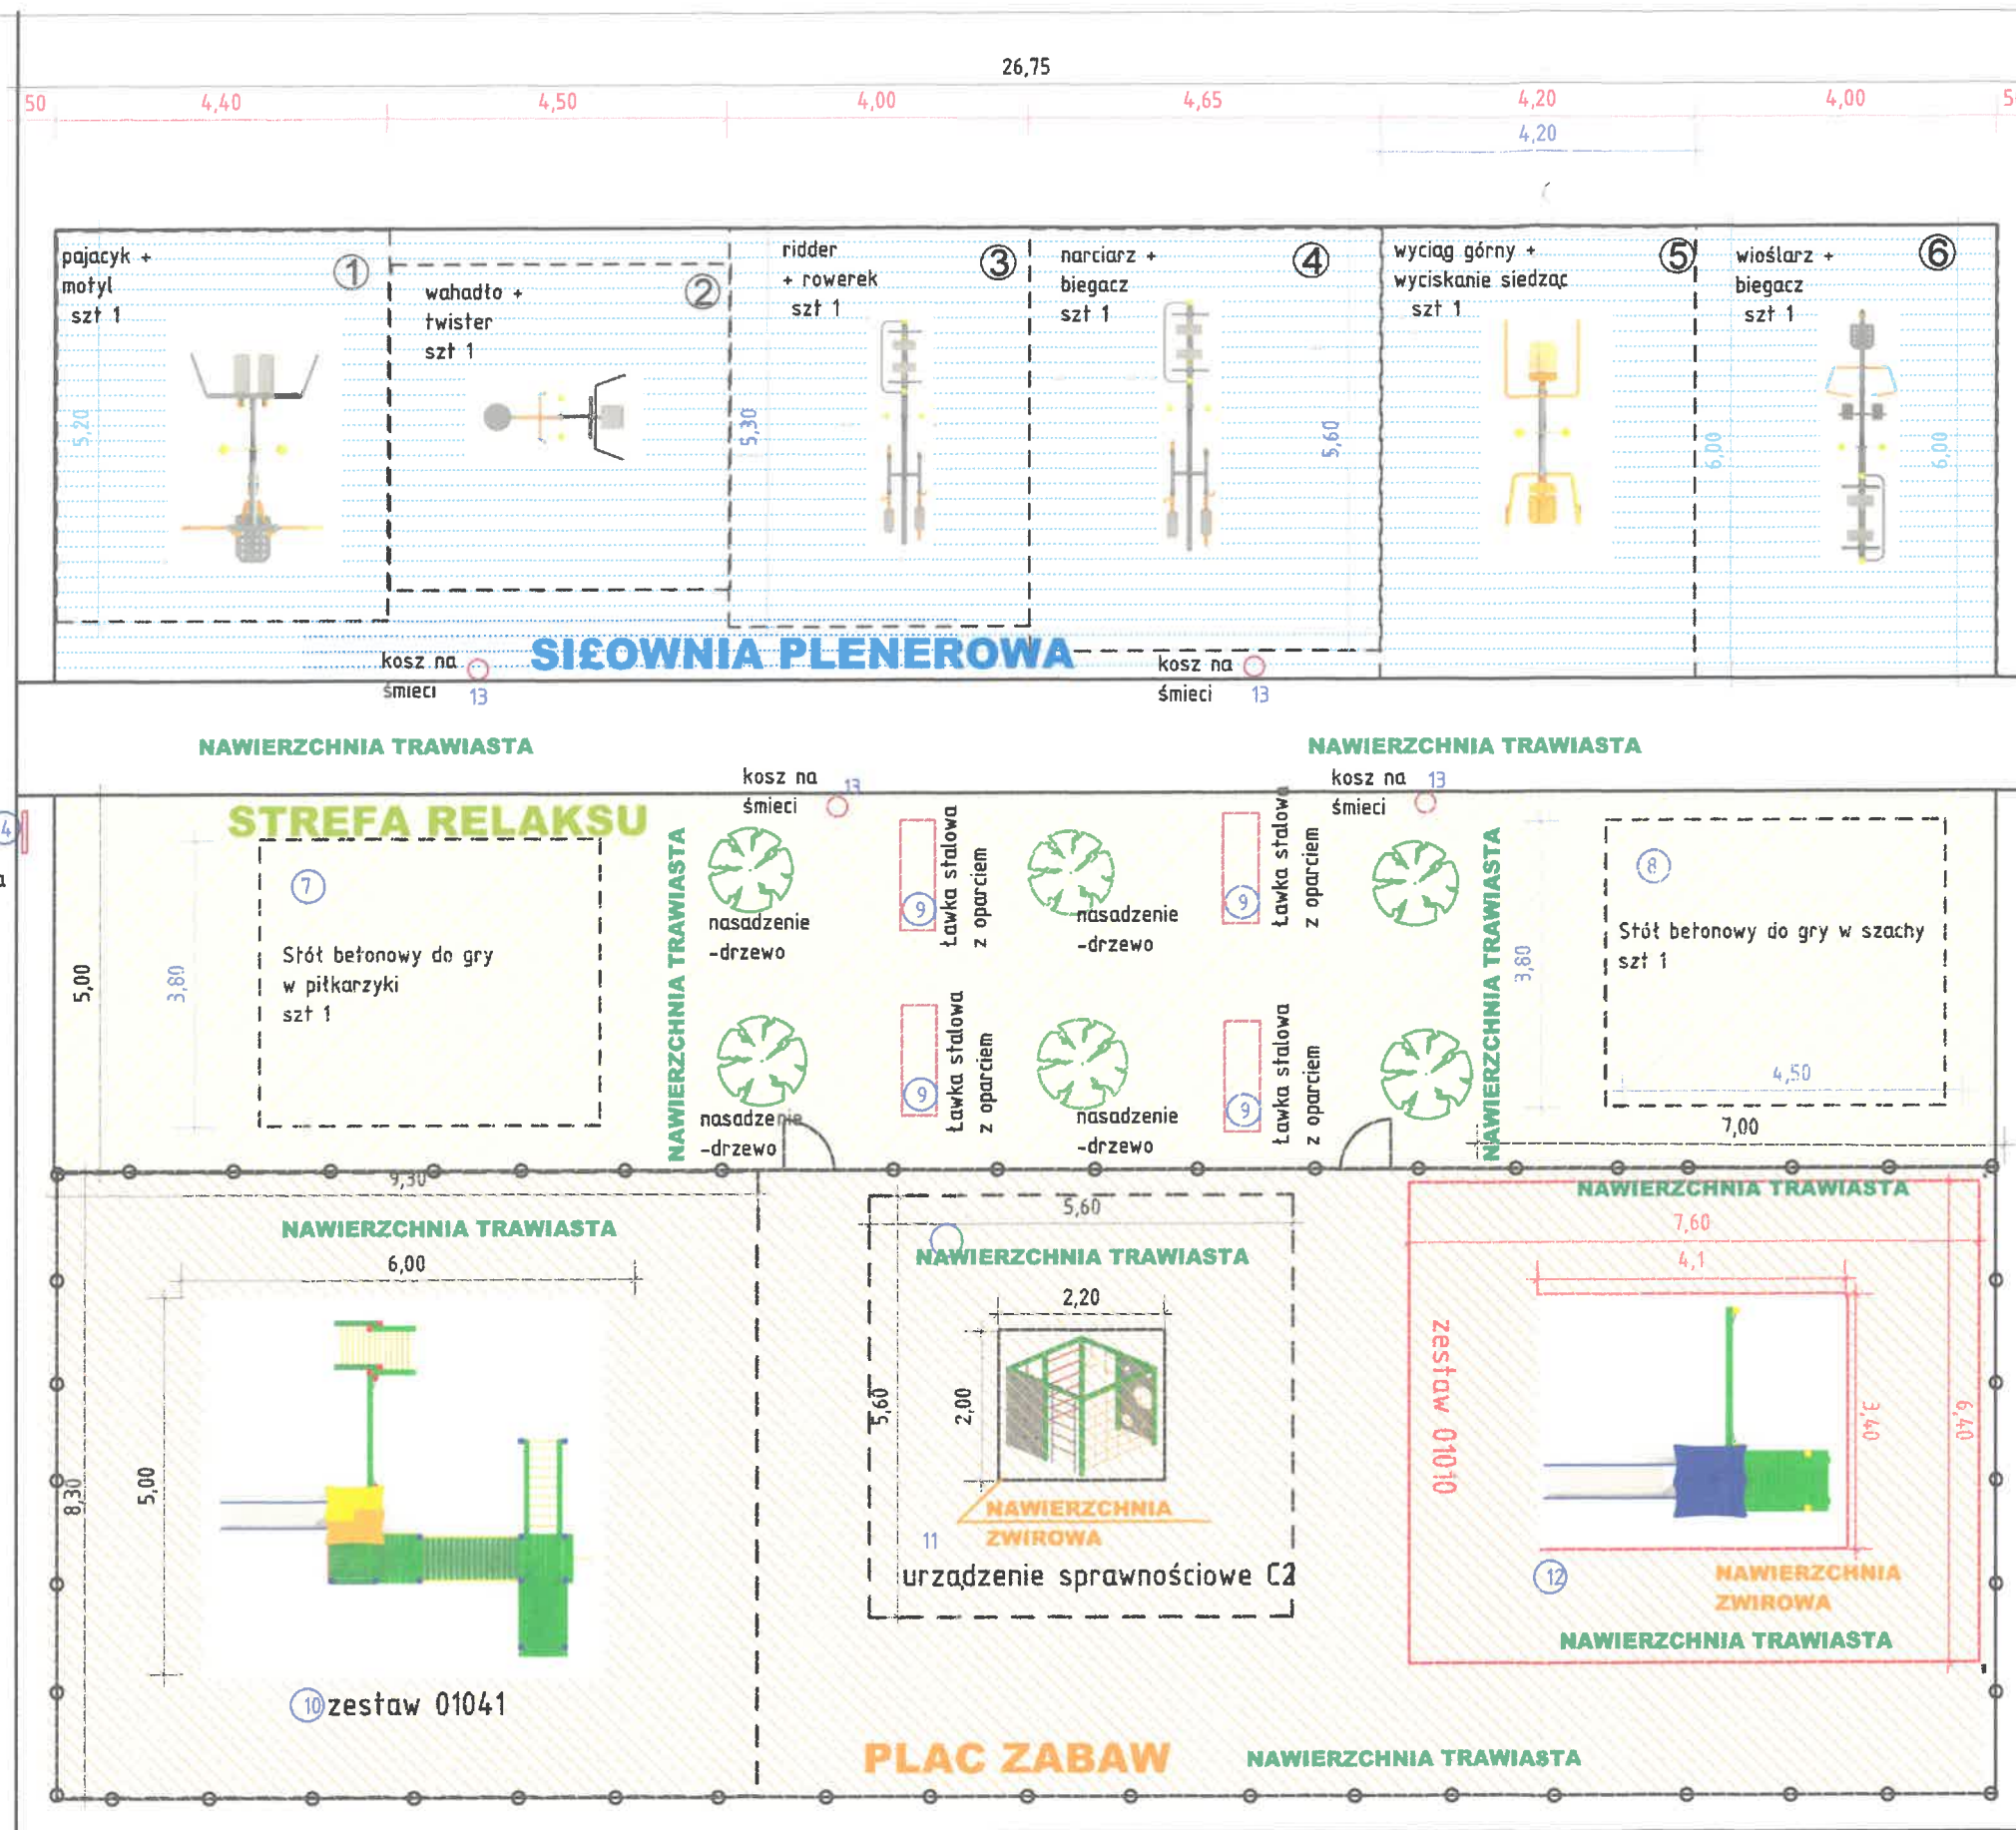 26,75
50
4,40
4,50
4,00
4,65
4,20
4,00
4,20
pajacyk +
motyl
szt 1
1
wahadło +
twister
szt 1
2
ridder
+ rowerek
szt 1
3
narciarz +
biegacz
szt 1
4
wyciąg górny +
wyciskanie siedząc
szt 1
5
wioślarz +
biegacz
szt 1
6
5,20
5,30
5,60
6,00
6,00
SI£OWNIA PLENEROWA
kosz na
śmieci
13
kosz na
śmieci
13
NAWIERZCHNIA TRAWIASTA
NAWIERZCHNIA TRAWIASTA
kosz na
śmieci
13
kosz na
śmieci
13
STREFA RELAKSU
4
5,00
3,80
7
Stół betonowy do gry
w piłkarzyki
szt 1
NAWIERZCHNIA TRAWIASTA
nasadzenie
-drzewo
9
Ławka stalowa
z oparciem
nasadzenie
-drzewo
9
Ławka stalowa
z oparciem
nasadzenie
-drzewo
9
Ławka stalowa
z oparciem
nasadzenie
-drzewo
9
Ławka stalowa
z oparciem
NAWIERZCHNIA TRAWIASTA
3,80
8
Stół betonowy do gry w szachy
szt 1
4,50
7,00
9,30
NAWIERZCHNIA TRAWIASTA
6,00
8,30
5,00
10
zestaw 01041
5,60
NAWIERZCHNIA TRAWIASTA
2,20
5,60
2,00
NAWIERZCHNIA
ZWIROWA
11
urządzenie sprawnościowe C2
NAWIERZCHNIA TRAWIASTA
7,60
4,1
zestaw 01010
3,40
6,40
12
NAWIERZCHNIA
ZWIROWA
NAWIERZCHNIA TRAWIASTA
PLAC ZABAW
NAWIERZCHNIA TRAWIASTA